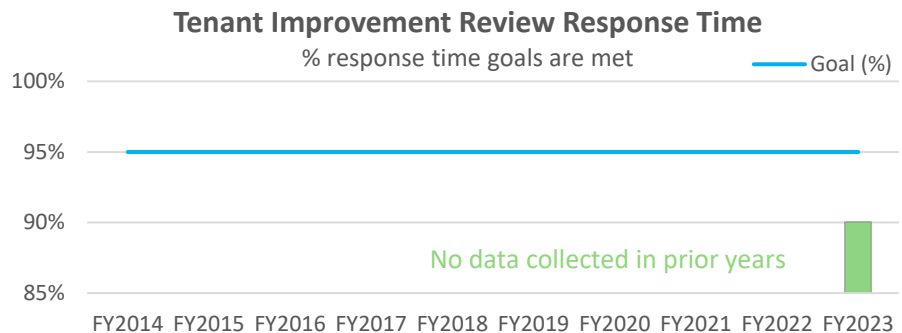 Tenant Improvement Review Response Time
% response time goals are met
Goal (%)
100%
95%
90%
No data collected in prior years
85%
FY2014 FY2015 FY2016 FY2017 FY2018 FY2019 FY2020 FY2021 FY2022 FY2023